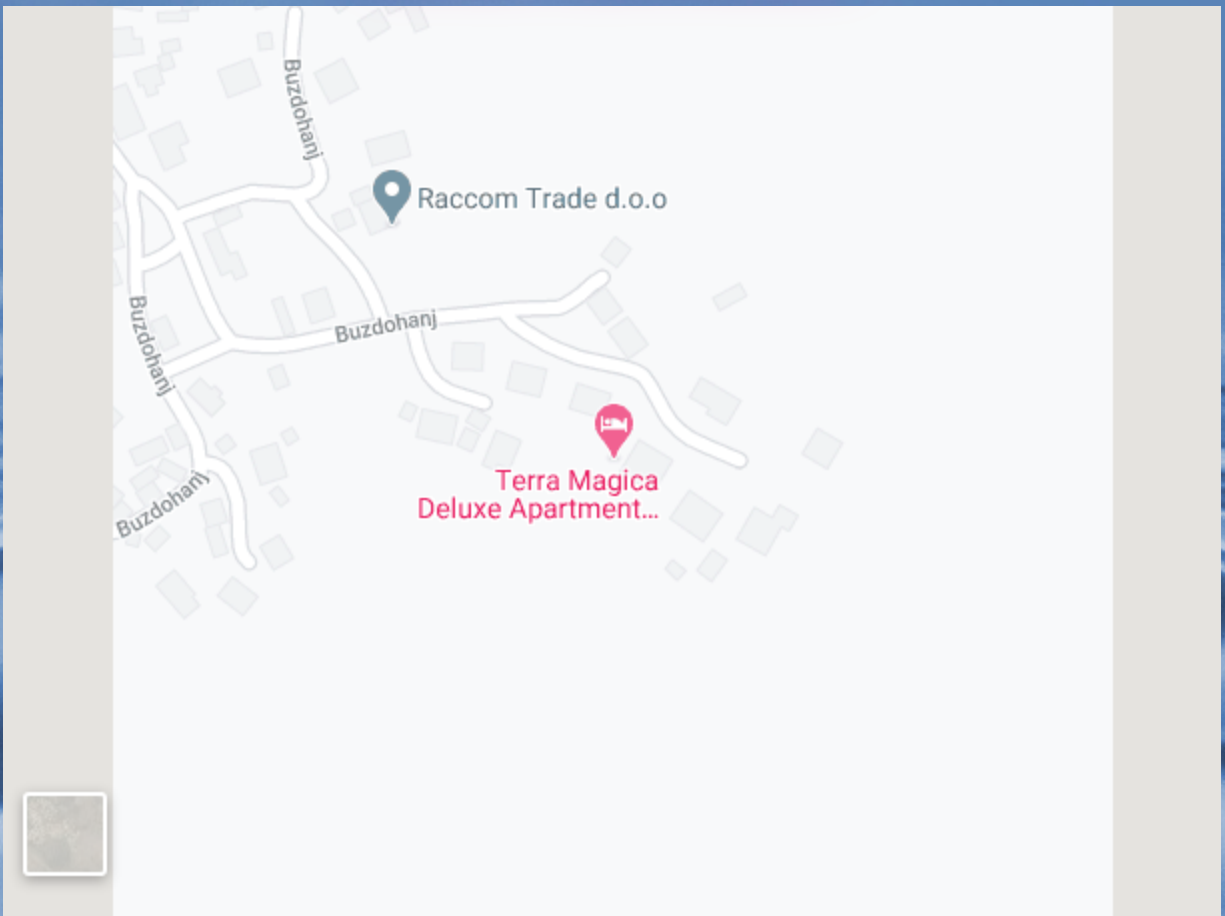 Buzdohanj
Raccom Trade d.o.o
Buzdohanj
Buzdohanj
Terra Magica
Deluxe Apartment...
Buzdohanj